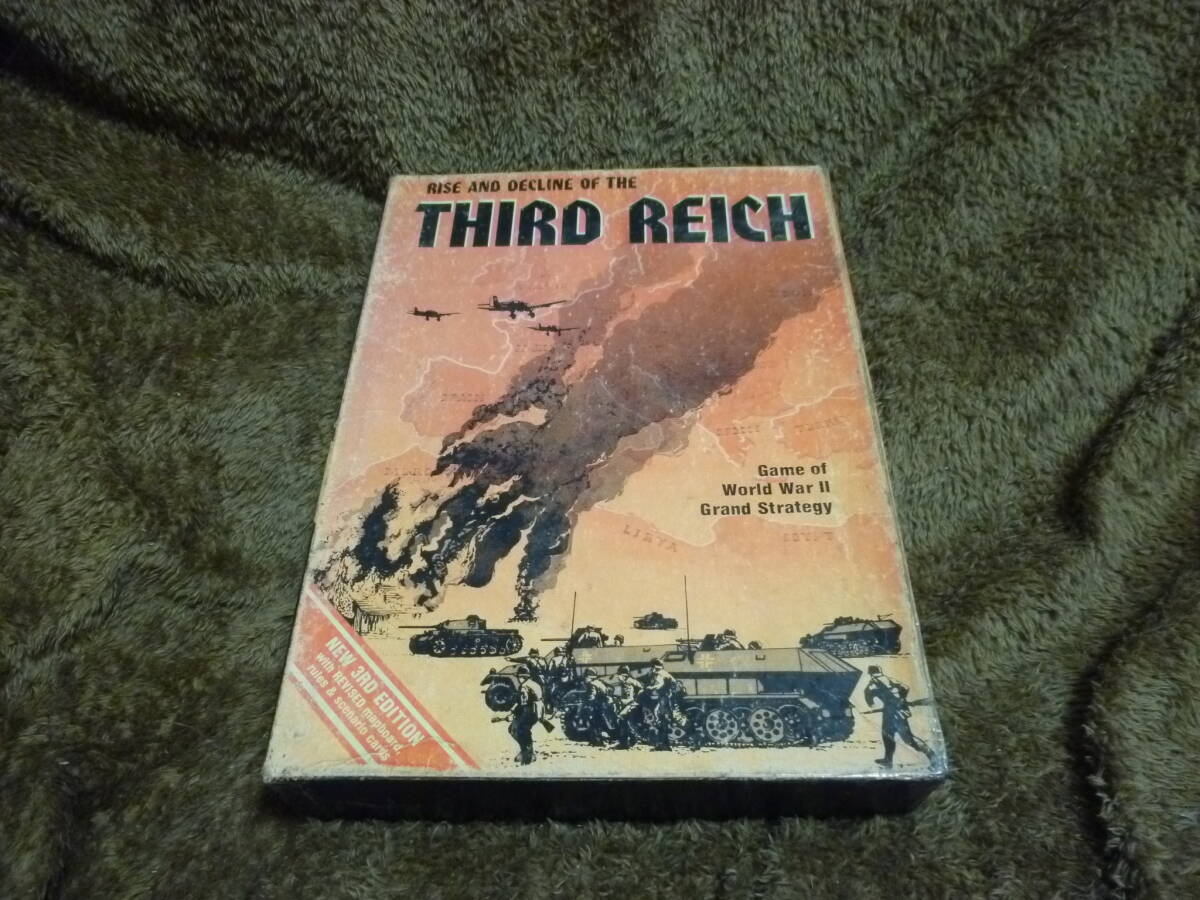 RISE AND DECLINE OF THE
THIRD REICH
Game of
World War II
Grand Strategy
LIBYA
EGYPT
NEW 3RD EDITION
with REVISED mapboard,
rules & scenario cards